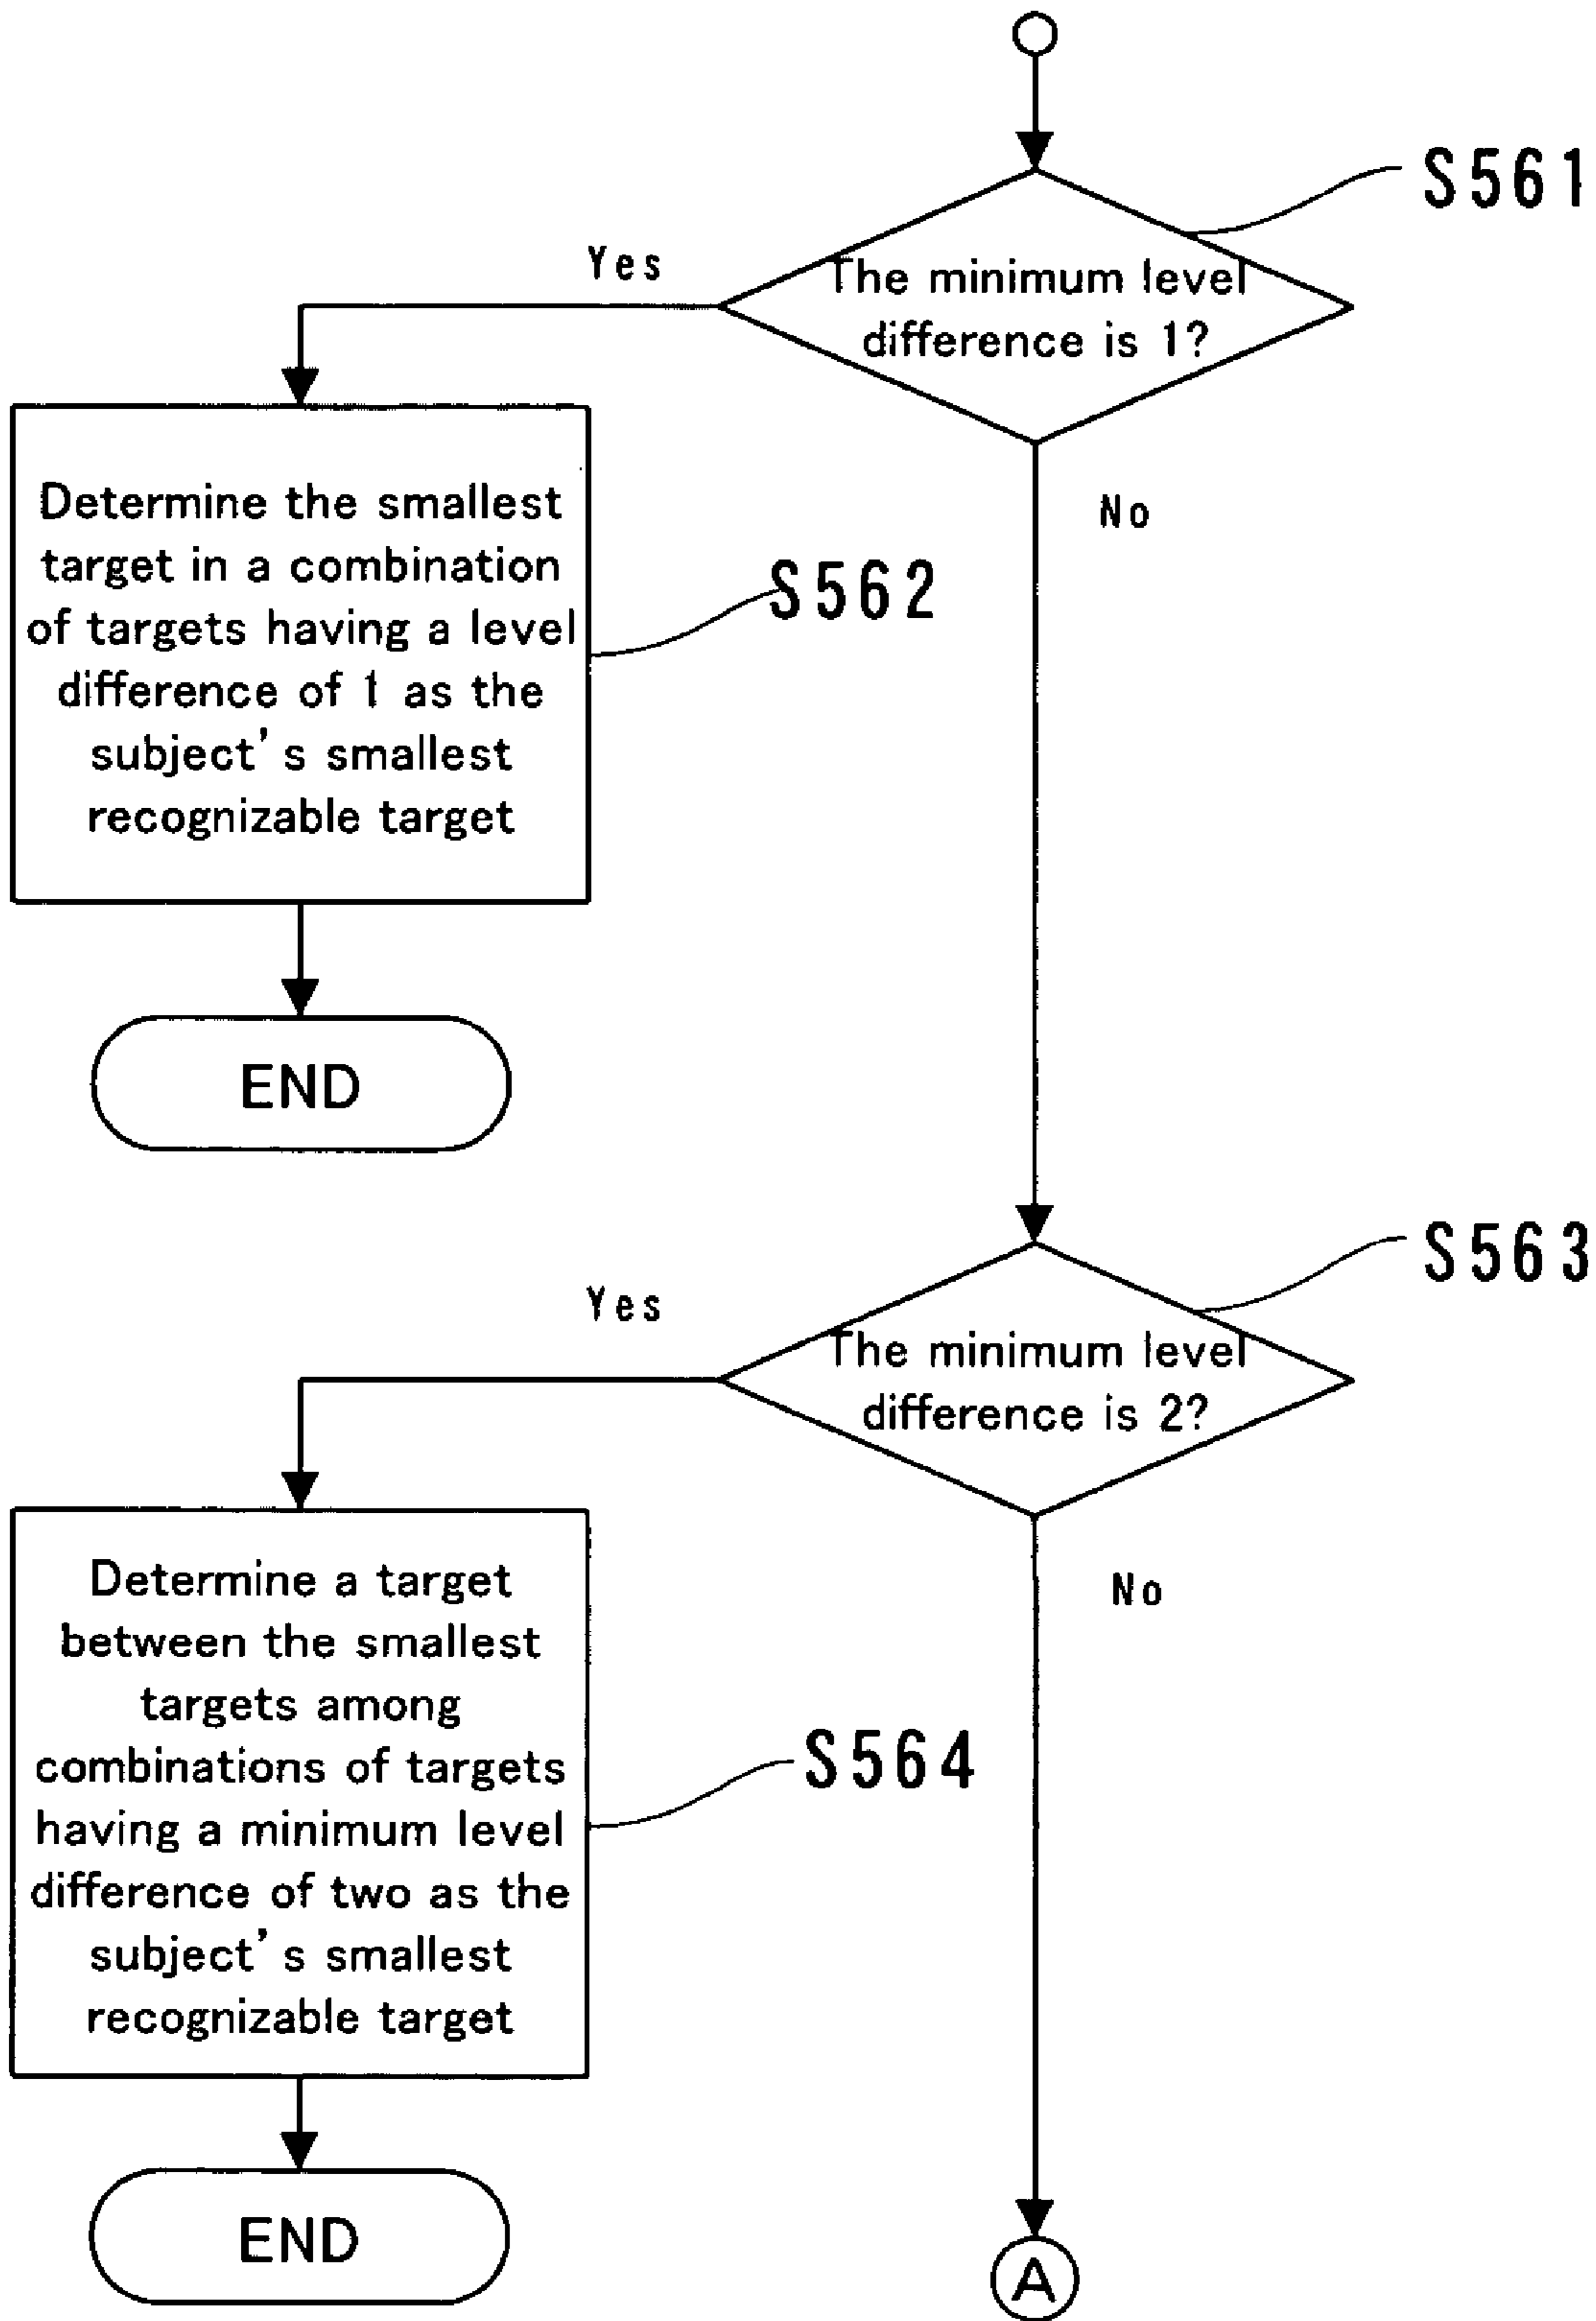 S561
Yes
The minimum level
difference is 1?
No
Determine the smallest
target in a combination
of targets having a level
difference of 1 as the
subject's smallest
recognizable target
S562
END
S563
Yes
The minimum level
difference is 2?
No
Determine a target
between the smallest
targets among
combinations of targets
having a minimum level
difference of two as the
subject's smallest
recognizable target
S564
END
A